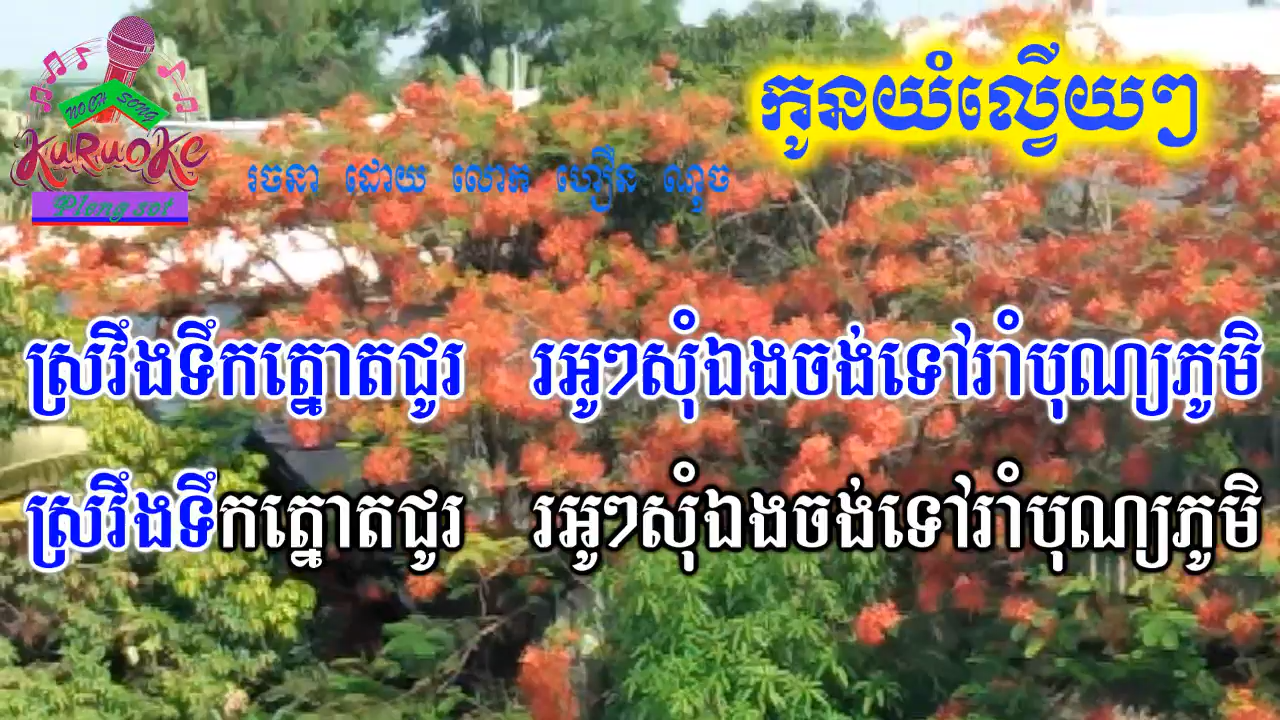 NOCH SONG
KaRuOKe
Pleng sot
កូនយំល្វើយៗ
រចនា ដោយ លោក ហឿន ណុច
ស្រវឹងទឹកត្នោតជូរ រអូៗសុំឯងចង់ទៅរាំបុណ្យភូមិ
ស្រវឹងទឹកត្នោតជូរ រអូៗសុំឯងចង់ទៅរាំបុណ្យភូមិ